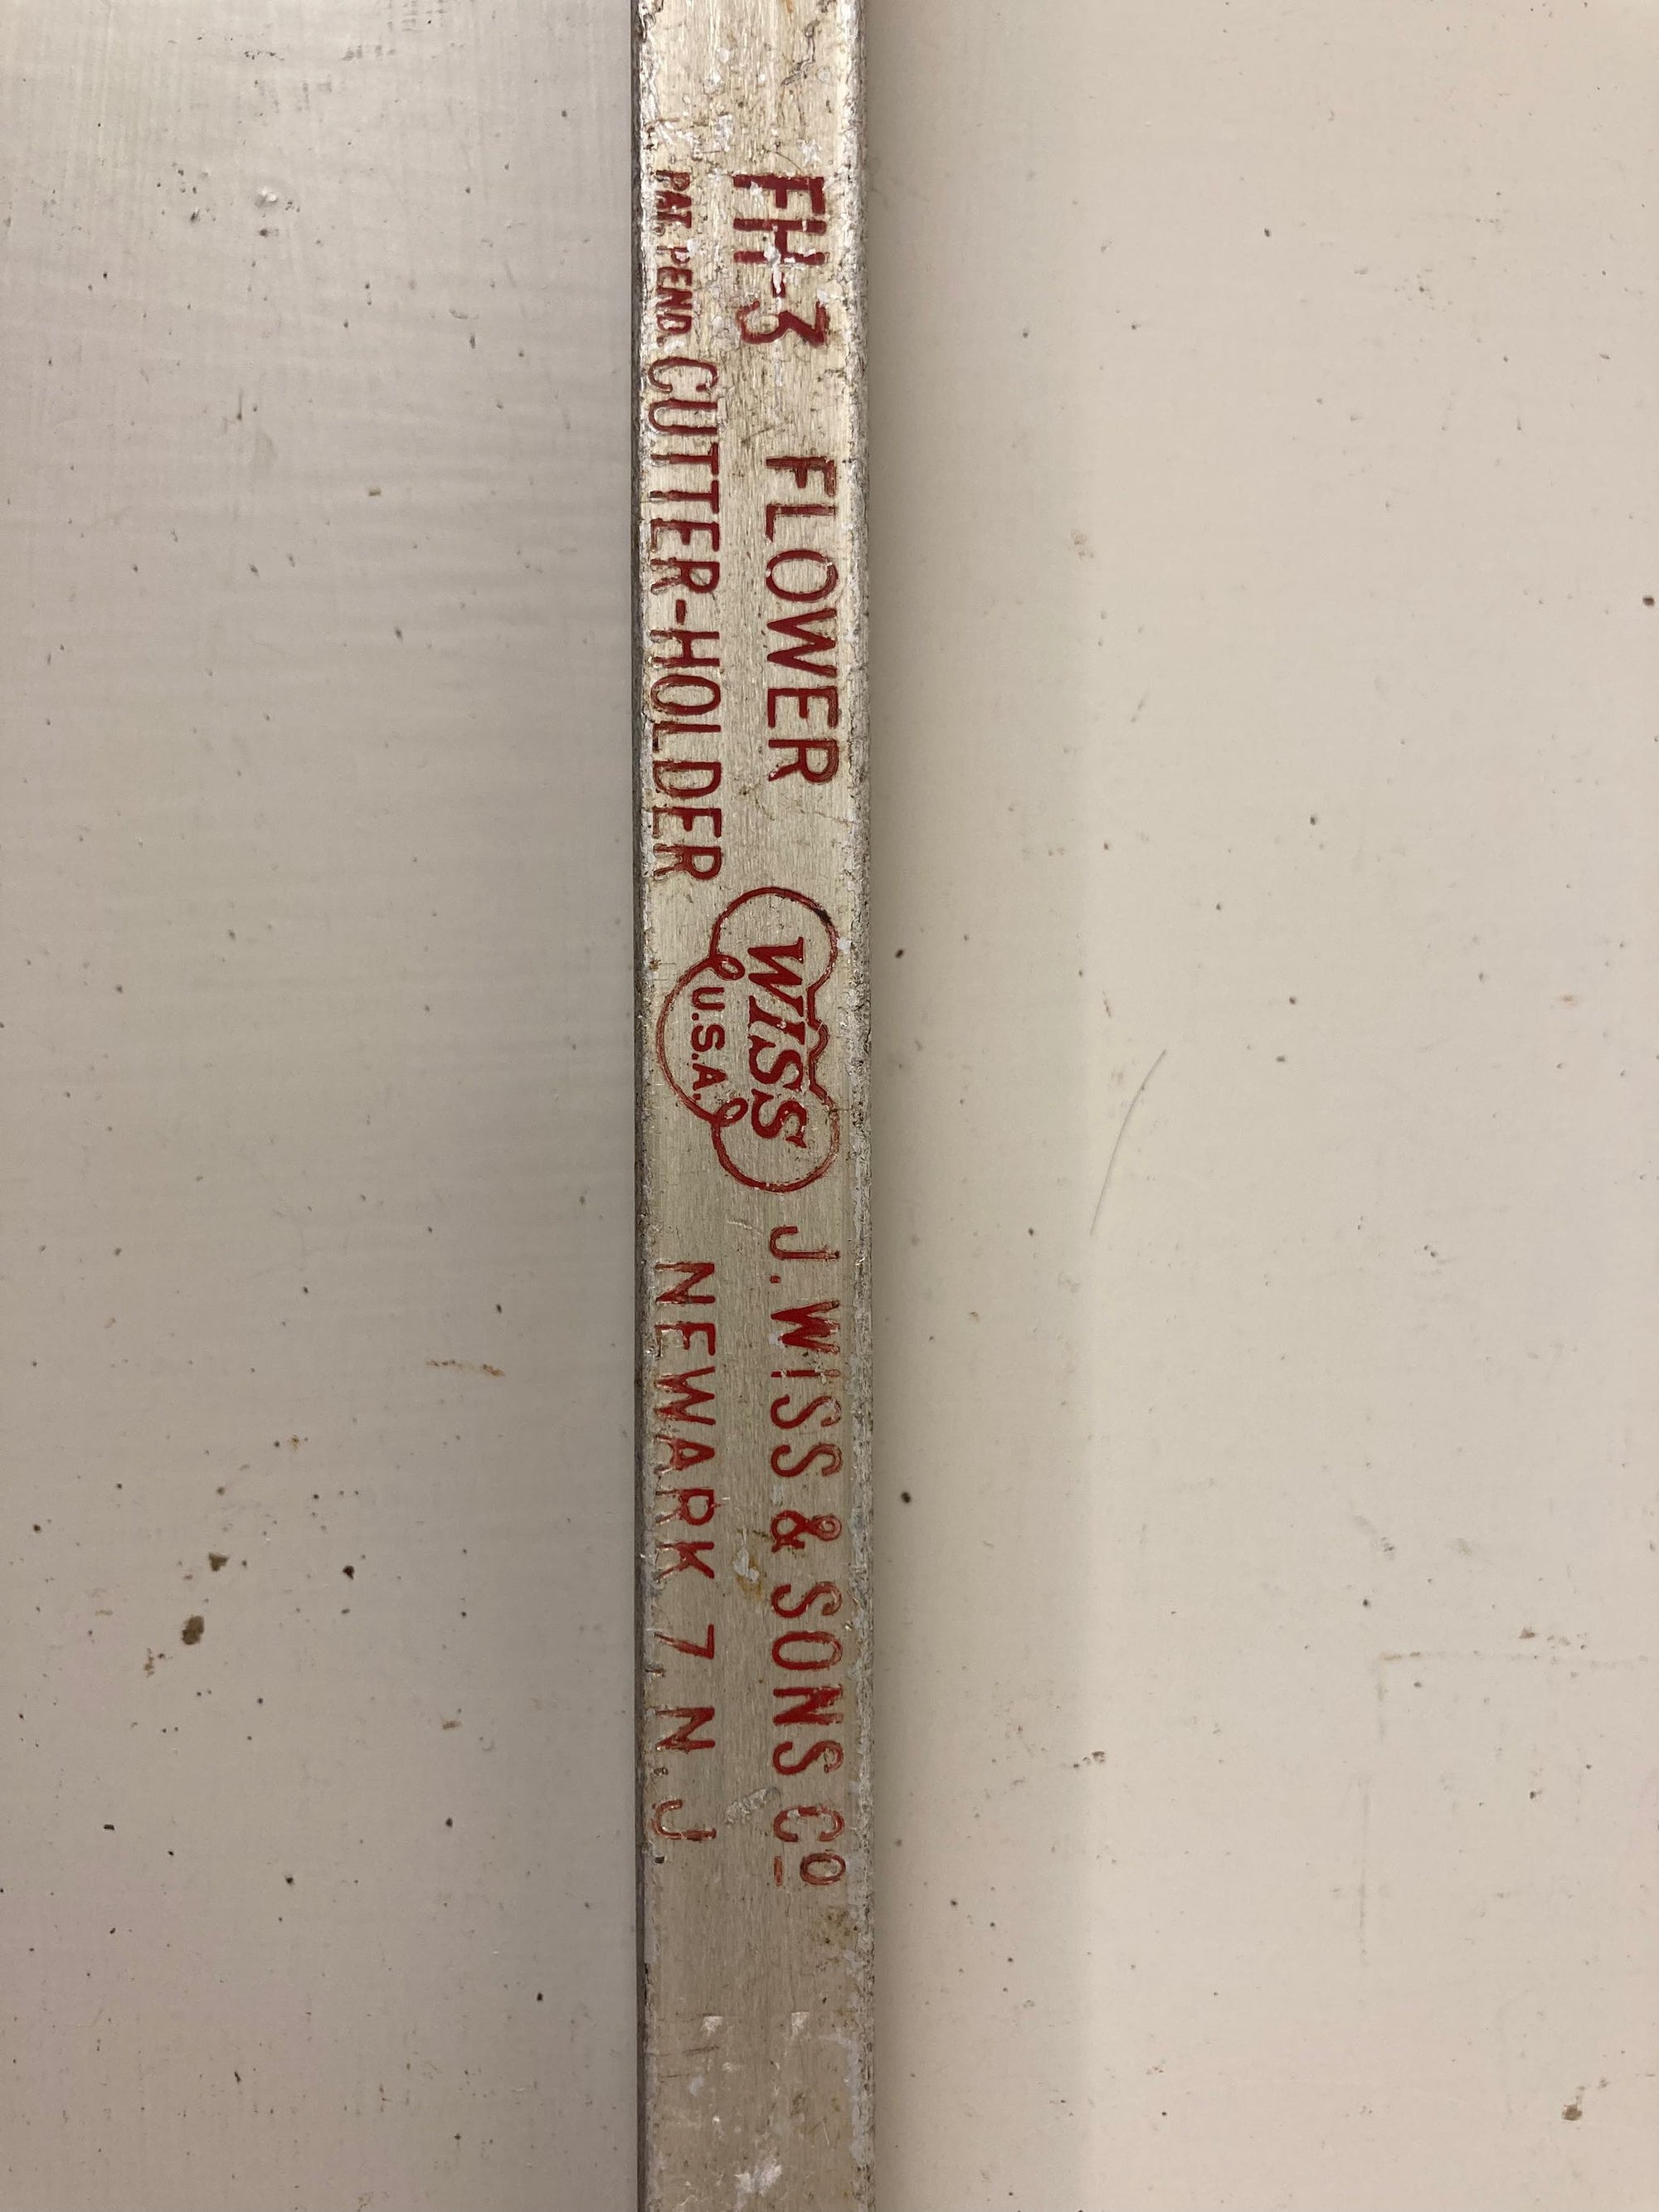 FH-3 FLOWER
PAT. PEND. CUTTER-HOLDER
WISS
U.S.A.
J. WISS & SONS CO
NEWARK 7, N.J.